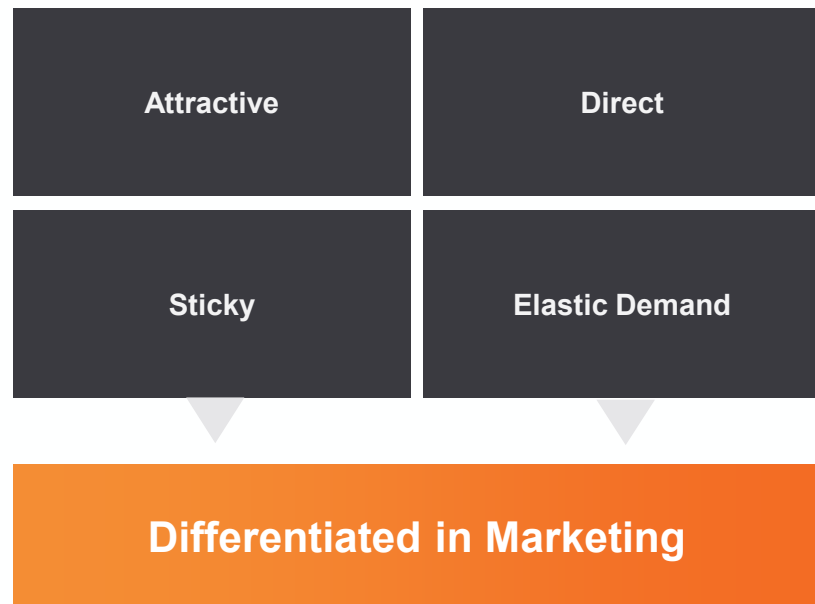 Attractive
Direct
Sticky
Elastic Demand
Differentiated in Marketing